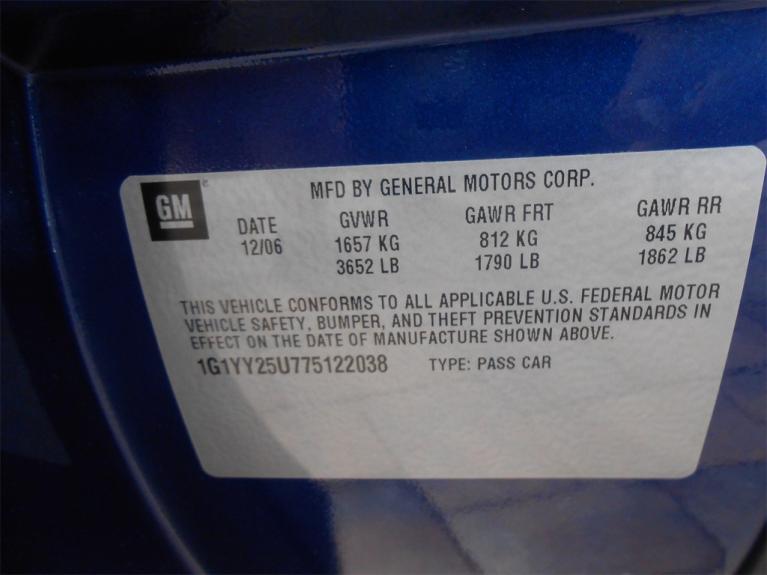 GM
MFD BY GENERAL MOTORS CORP.
DATE GVWR GAWR FRT GAWR RR
12/06 1657 KG 812 KG 845 KG
3652 LB 1790 LB 1862 LB
THIS VEHICLE CONFORMS TO ALL APPLICABLE U.S. FEDERAL MOTOR
VEHICLE SAFETY, BUMPER, AND THEFT PREVENTION STANDARDS IN
EFFECT ON THE DATE OF MANUFACTURE SHOWN ABOVE.
1G1YY25U775122038 TYPE: PASS CAR